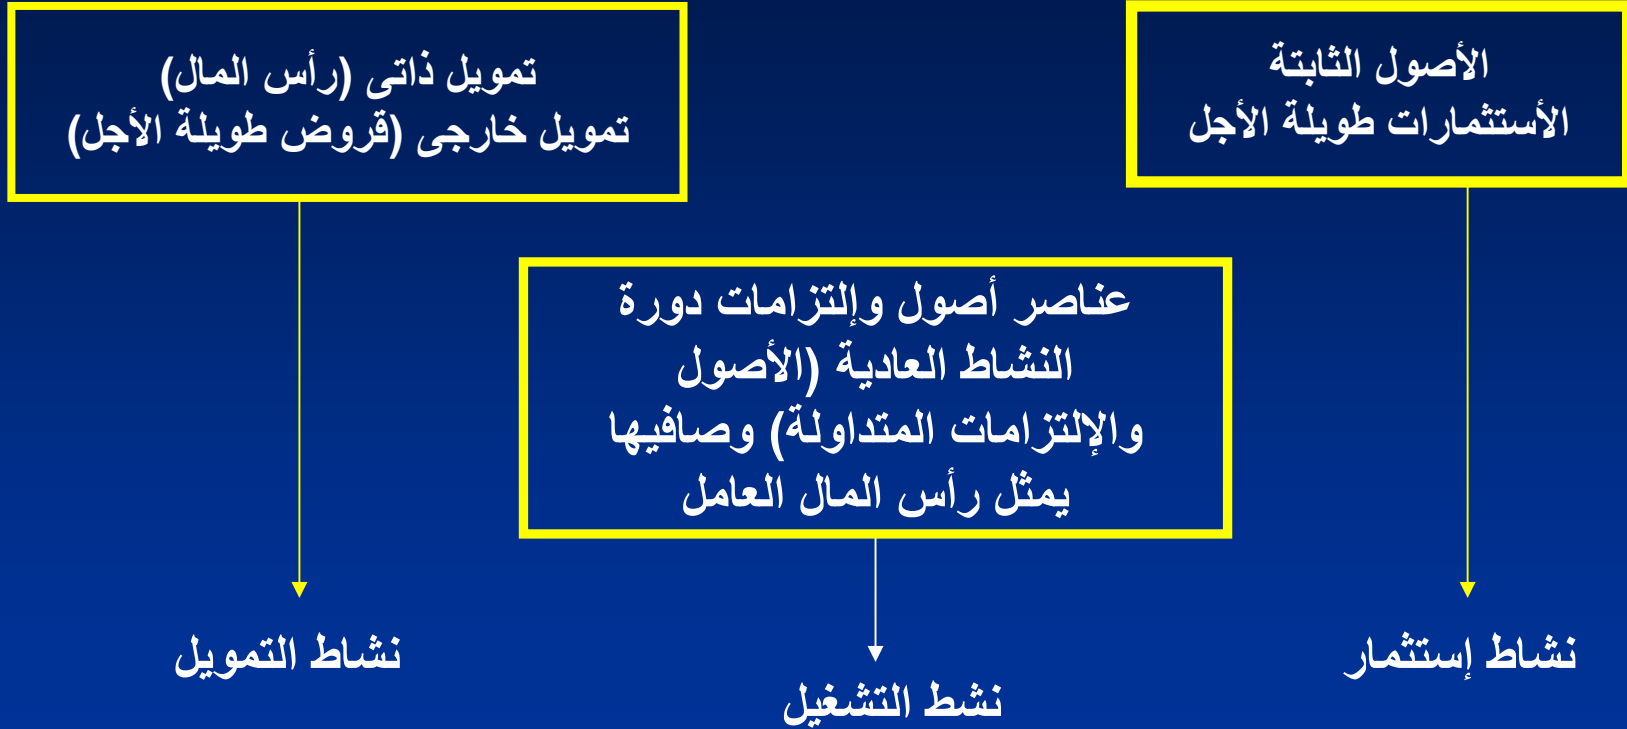 الأصول الثابتة
الأستثمارات طويلة الأجل
تمويل ذاتى (رأس المال)
تمويل خارجى (قروض طويلة الأجل)
عناصر أصول وإلتزامات دورة
النشاط العادية (الأصول
والإلتزامات المتداولة) وصافيها
يمثل رأس المال العامل
نشاط إستثمار
نشاط التمويل
نشط التشغيل